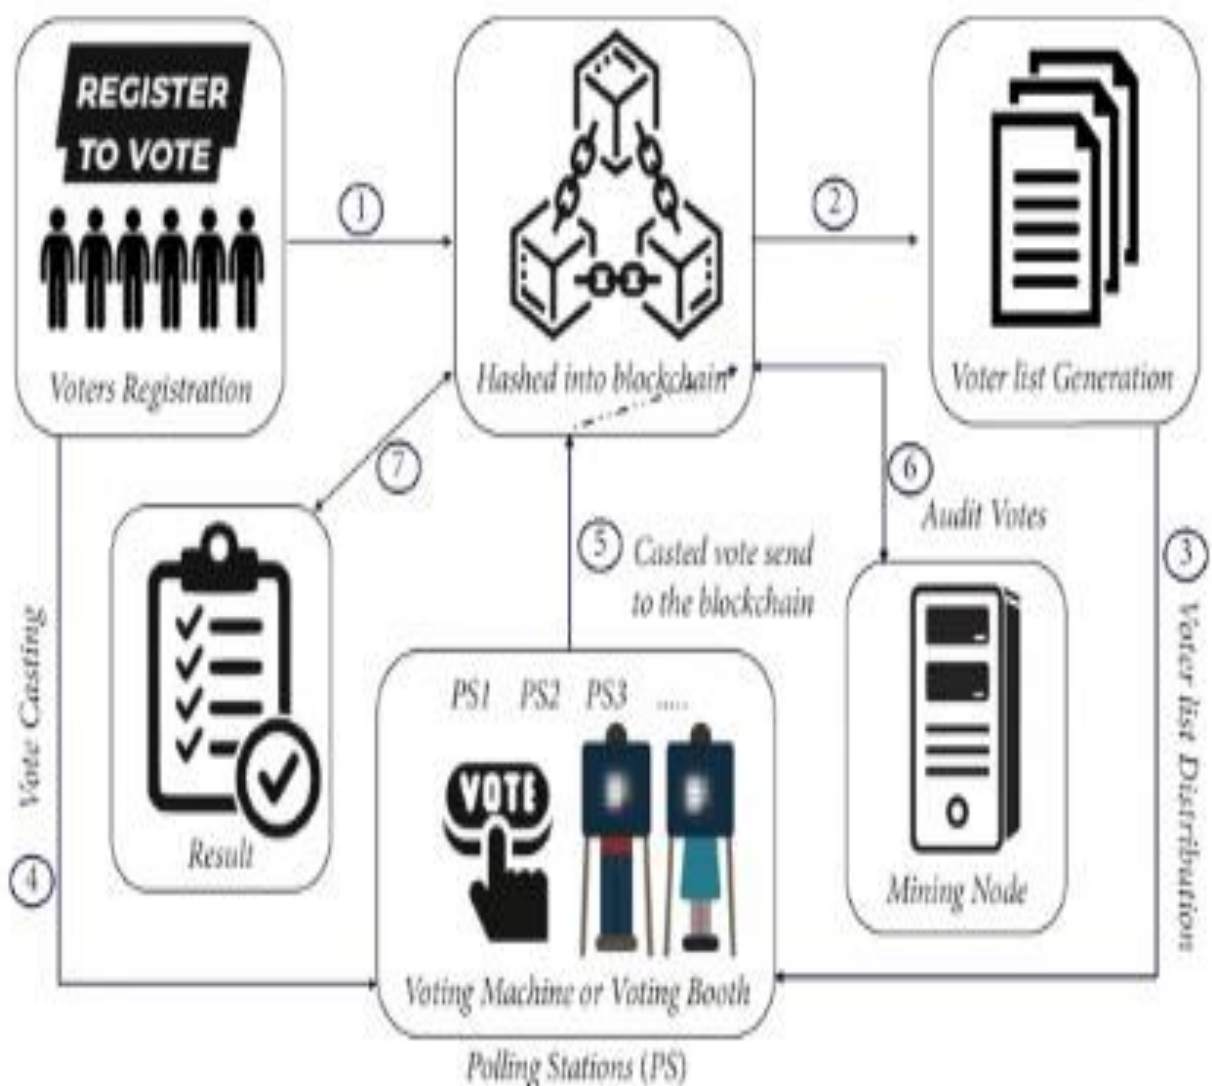 REGISTER
TO VOTE
Voters Registration
1
Hashed into blockchain
2
Voter list Generation
7
6
Audit Votes
5
Casted vote send
to the blockchain
3
Voter list Distribution
Vote Casting
4
Result
PS1 PS2 PS3 .....
VOTE
Voting Machine or Voting Booth
Mining Node
Polling Stations (PS)